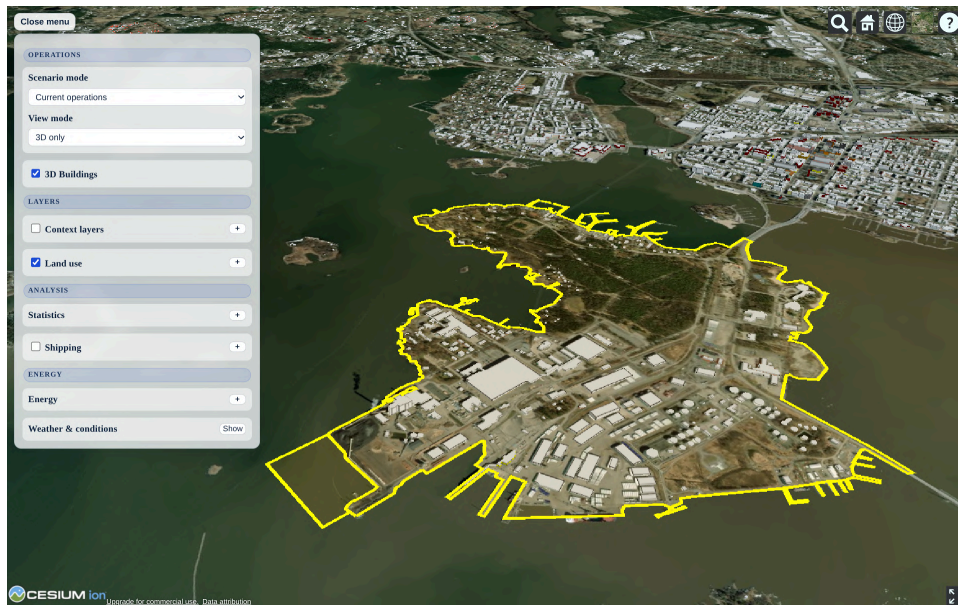 Close menu
?
OPERATIONS
Scenario mode
Current operations
View mode
3D only
3D Buildings
LAYERS
Context layers
+
Land use
+
ANALYSIS
Statistics
+
Shipping
+
ENERGY
Energy
+
Weather & conditions
Show
CESIUM ion
Upgrade for commercial use. Data attribution